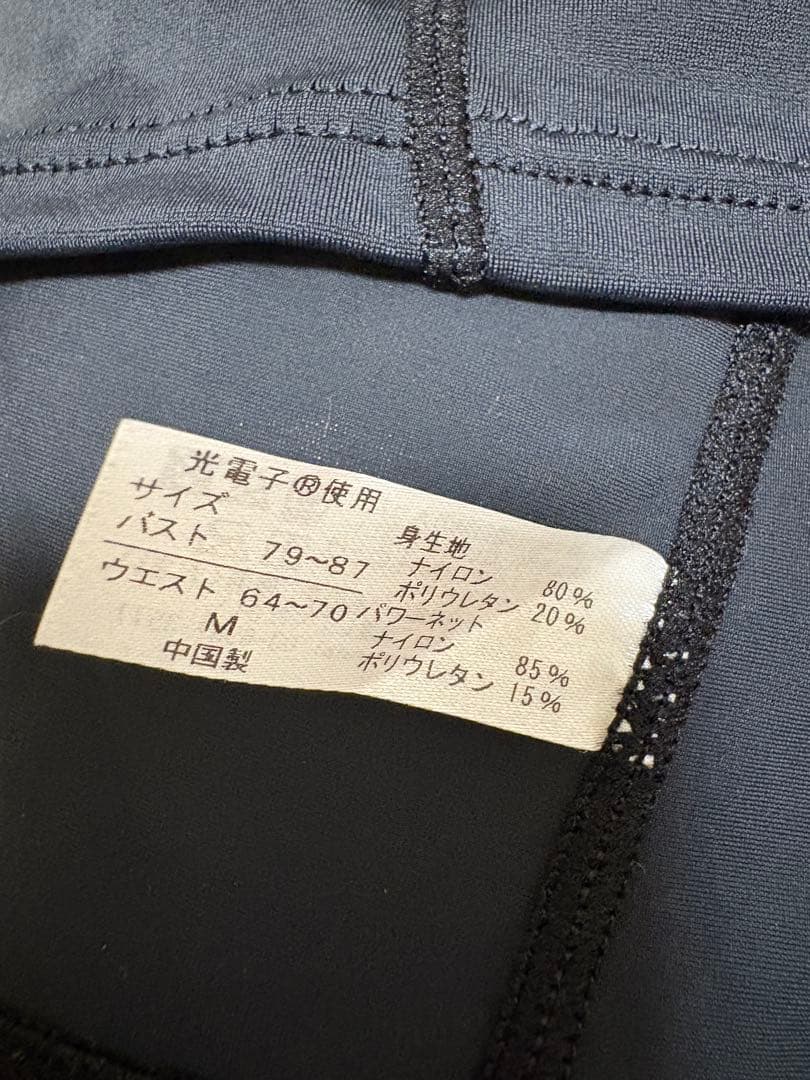 光電子®使用
サイズ
バスト 79~87
ウエスト 64~70
M
中国製
身生地
ナイロン 80%
ポリウレタン 20%
パワーネット
ナイロン 85%
ポリウレタン 15%